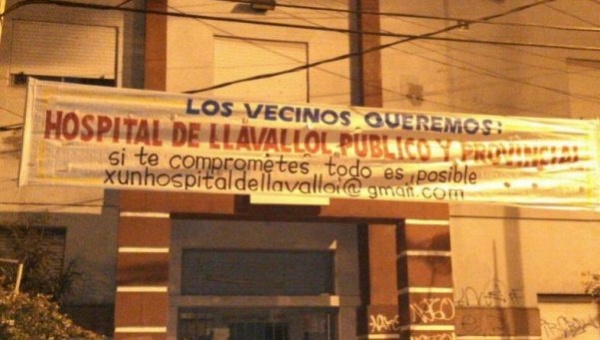 LOS VECINOS QUEREMOS:
HOSPITAL DE LLAVALLOL, PÚBLICO Y PROVINCIAL
si te comprometes todo es posible
xunhospitaldellavallol@gmail.com